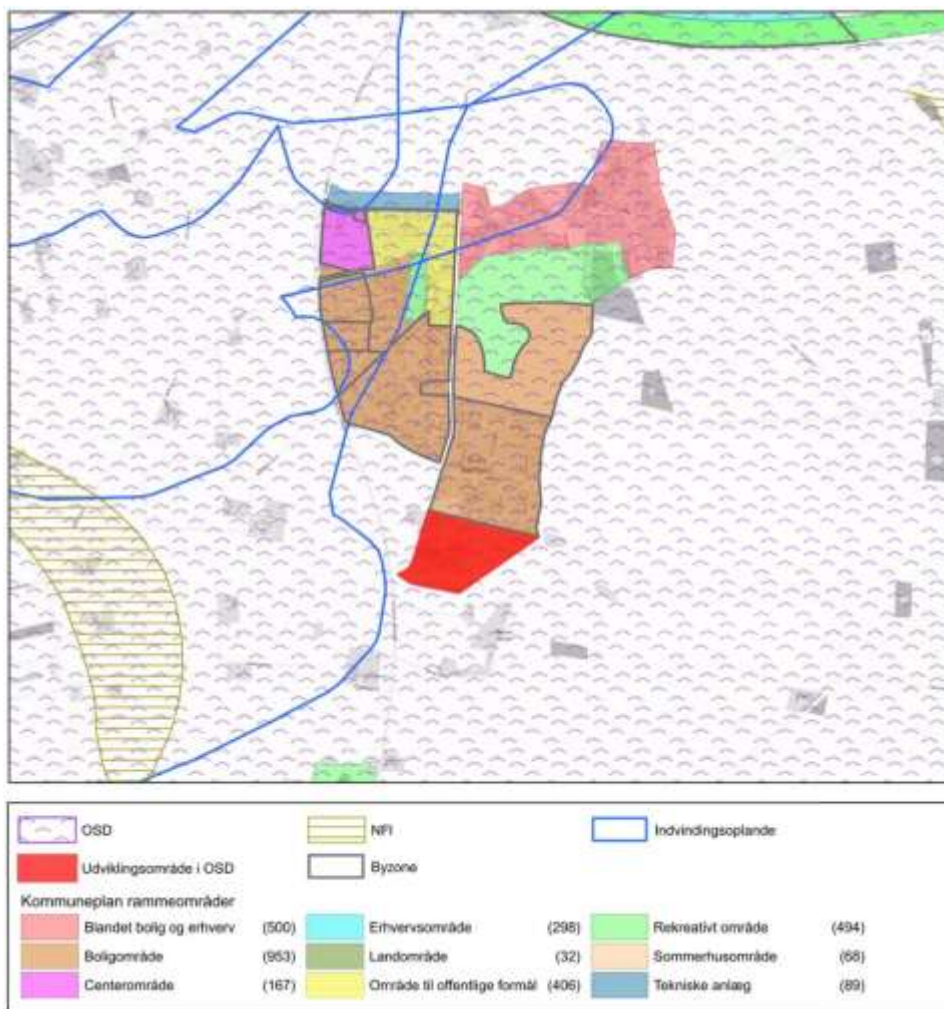 OSD NFI Indvindingsoplande
Udviklingsområde i OSD Byzone
Kommuneplan rammeområder
Blandet bolig og erhverv (500) Erhvervsområde (298) Rekreativt område (494)
Boligområde (953) Landområde (32) Sommerhusområde (68)
Centerområde (167) Område til offentlige formål (406) Tekniske anlæg (89)